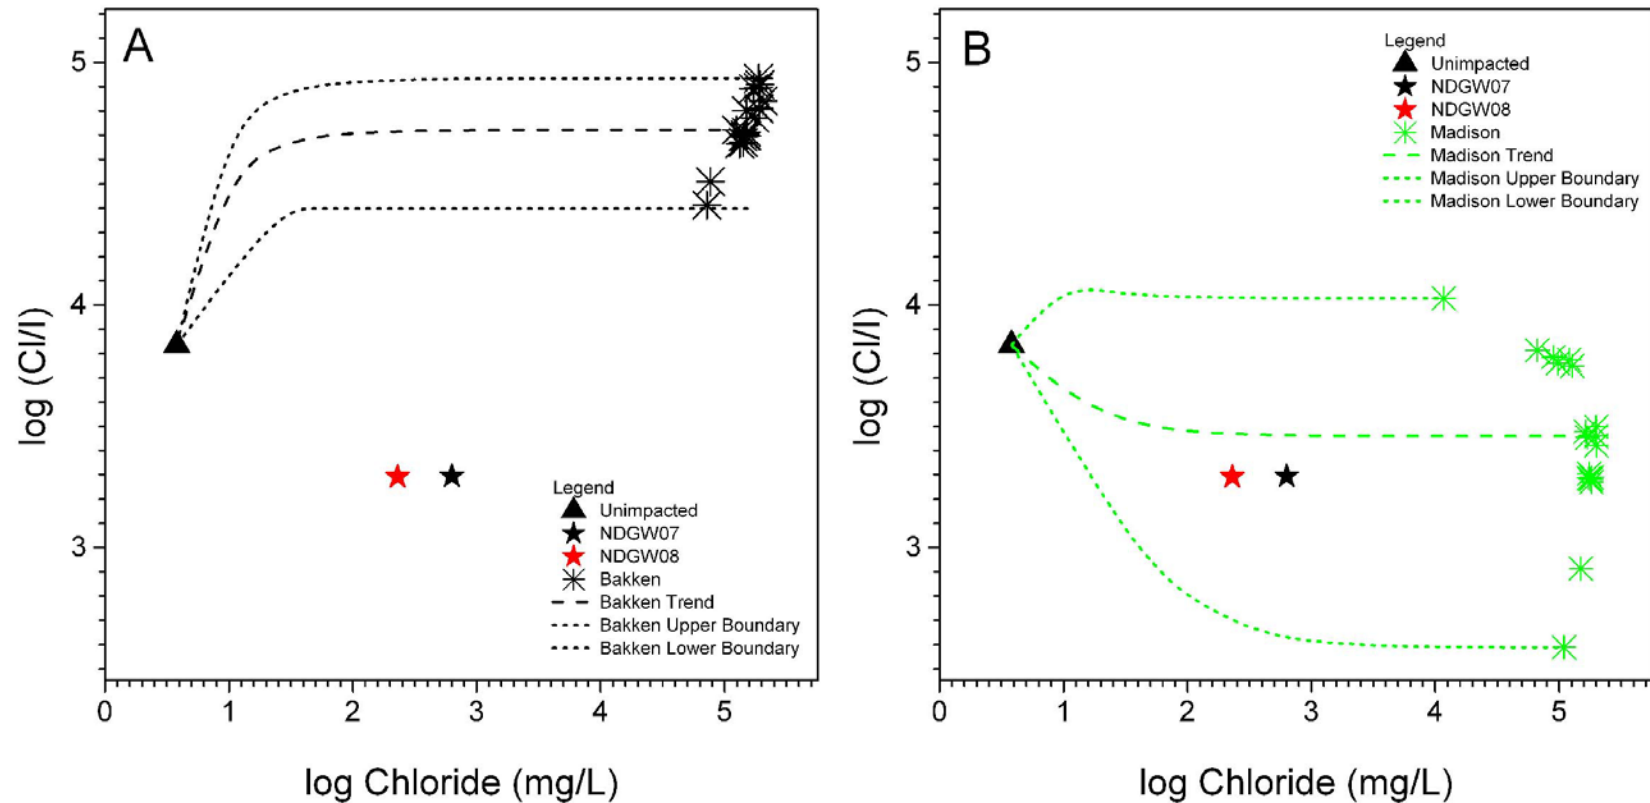 A
5
4
3
log (Cl/I)
Legend
Unimpacted
NDGW07
NDGW08
Bakken
Bakken Trend
Bakken Upper Boundary
Bakken Lower Boundary
0 1 2 3 4 5
log Chloride (mg/L)
B
5
4
3
log (Cl/I)
Legend
Unimpacted
NDGW07
NDGW08
Madison
Madison Trend
Madison Upper Boundary
Madison Lower Boundary
0 1 2 3 4 5
log Chloride (mg/L)